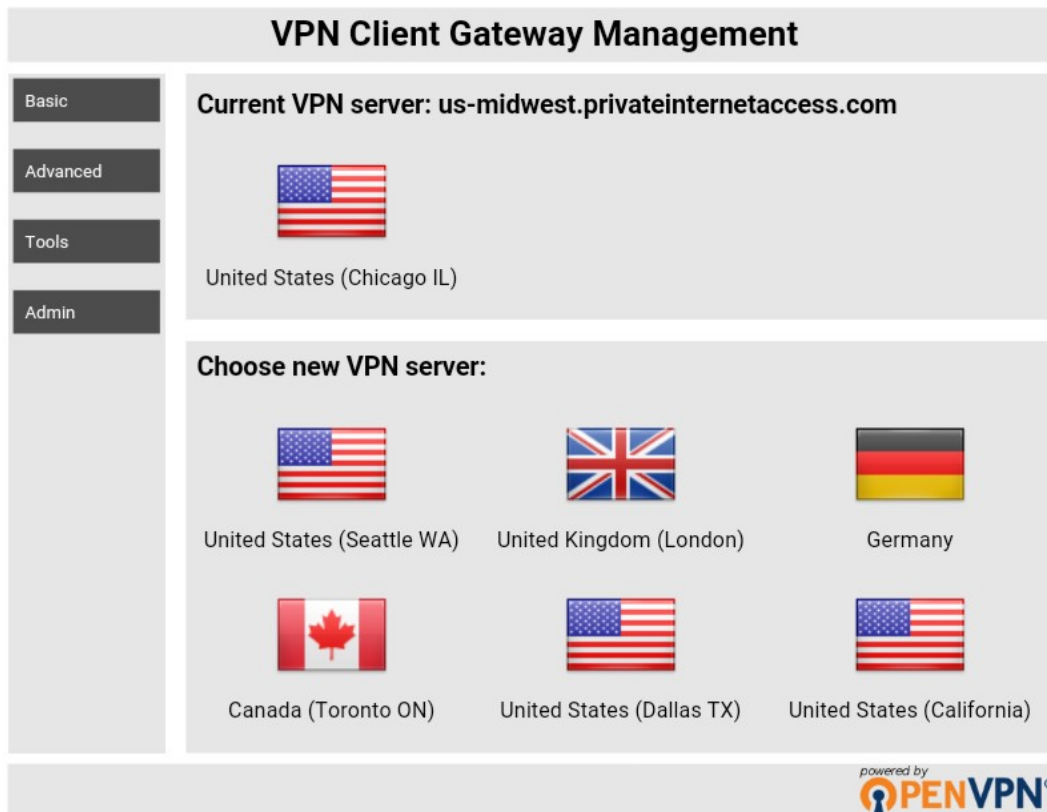 VPN Client Gateway Management
Basic
Advanced
Tools
Admin
Current VPN server: us-midwest.privateinternetaccess.com
United States (Chicago IL)
Choose new VPN server:
United States (Seattle WA)
United Kingdom (London)
Germany
Canada (Toronto ON)
United States (Dallas TX)
United States (California)
powered by
OPENVPN